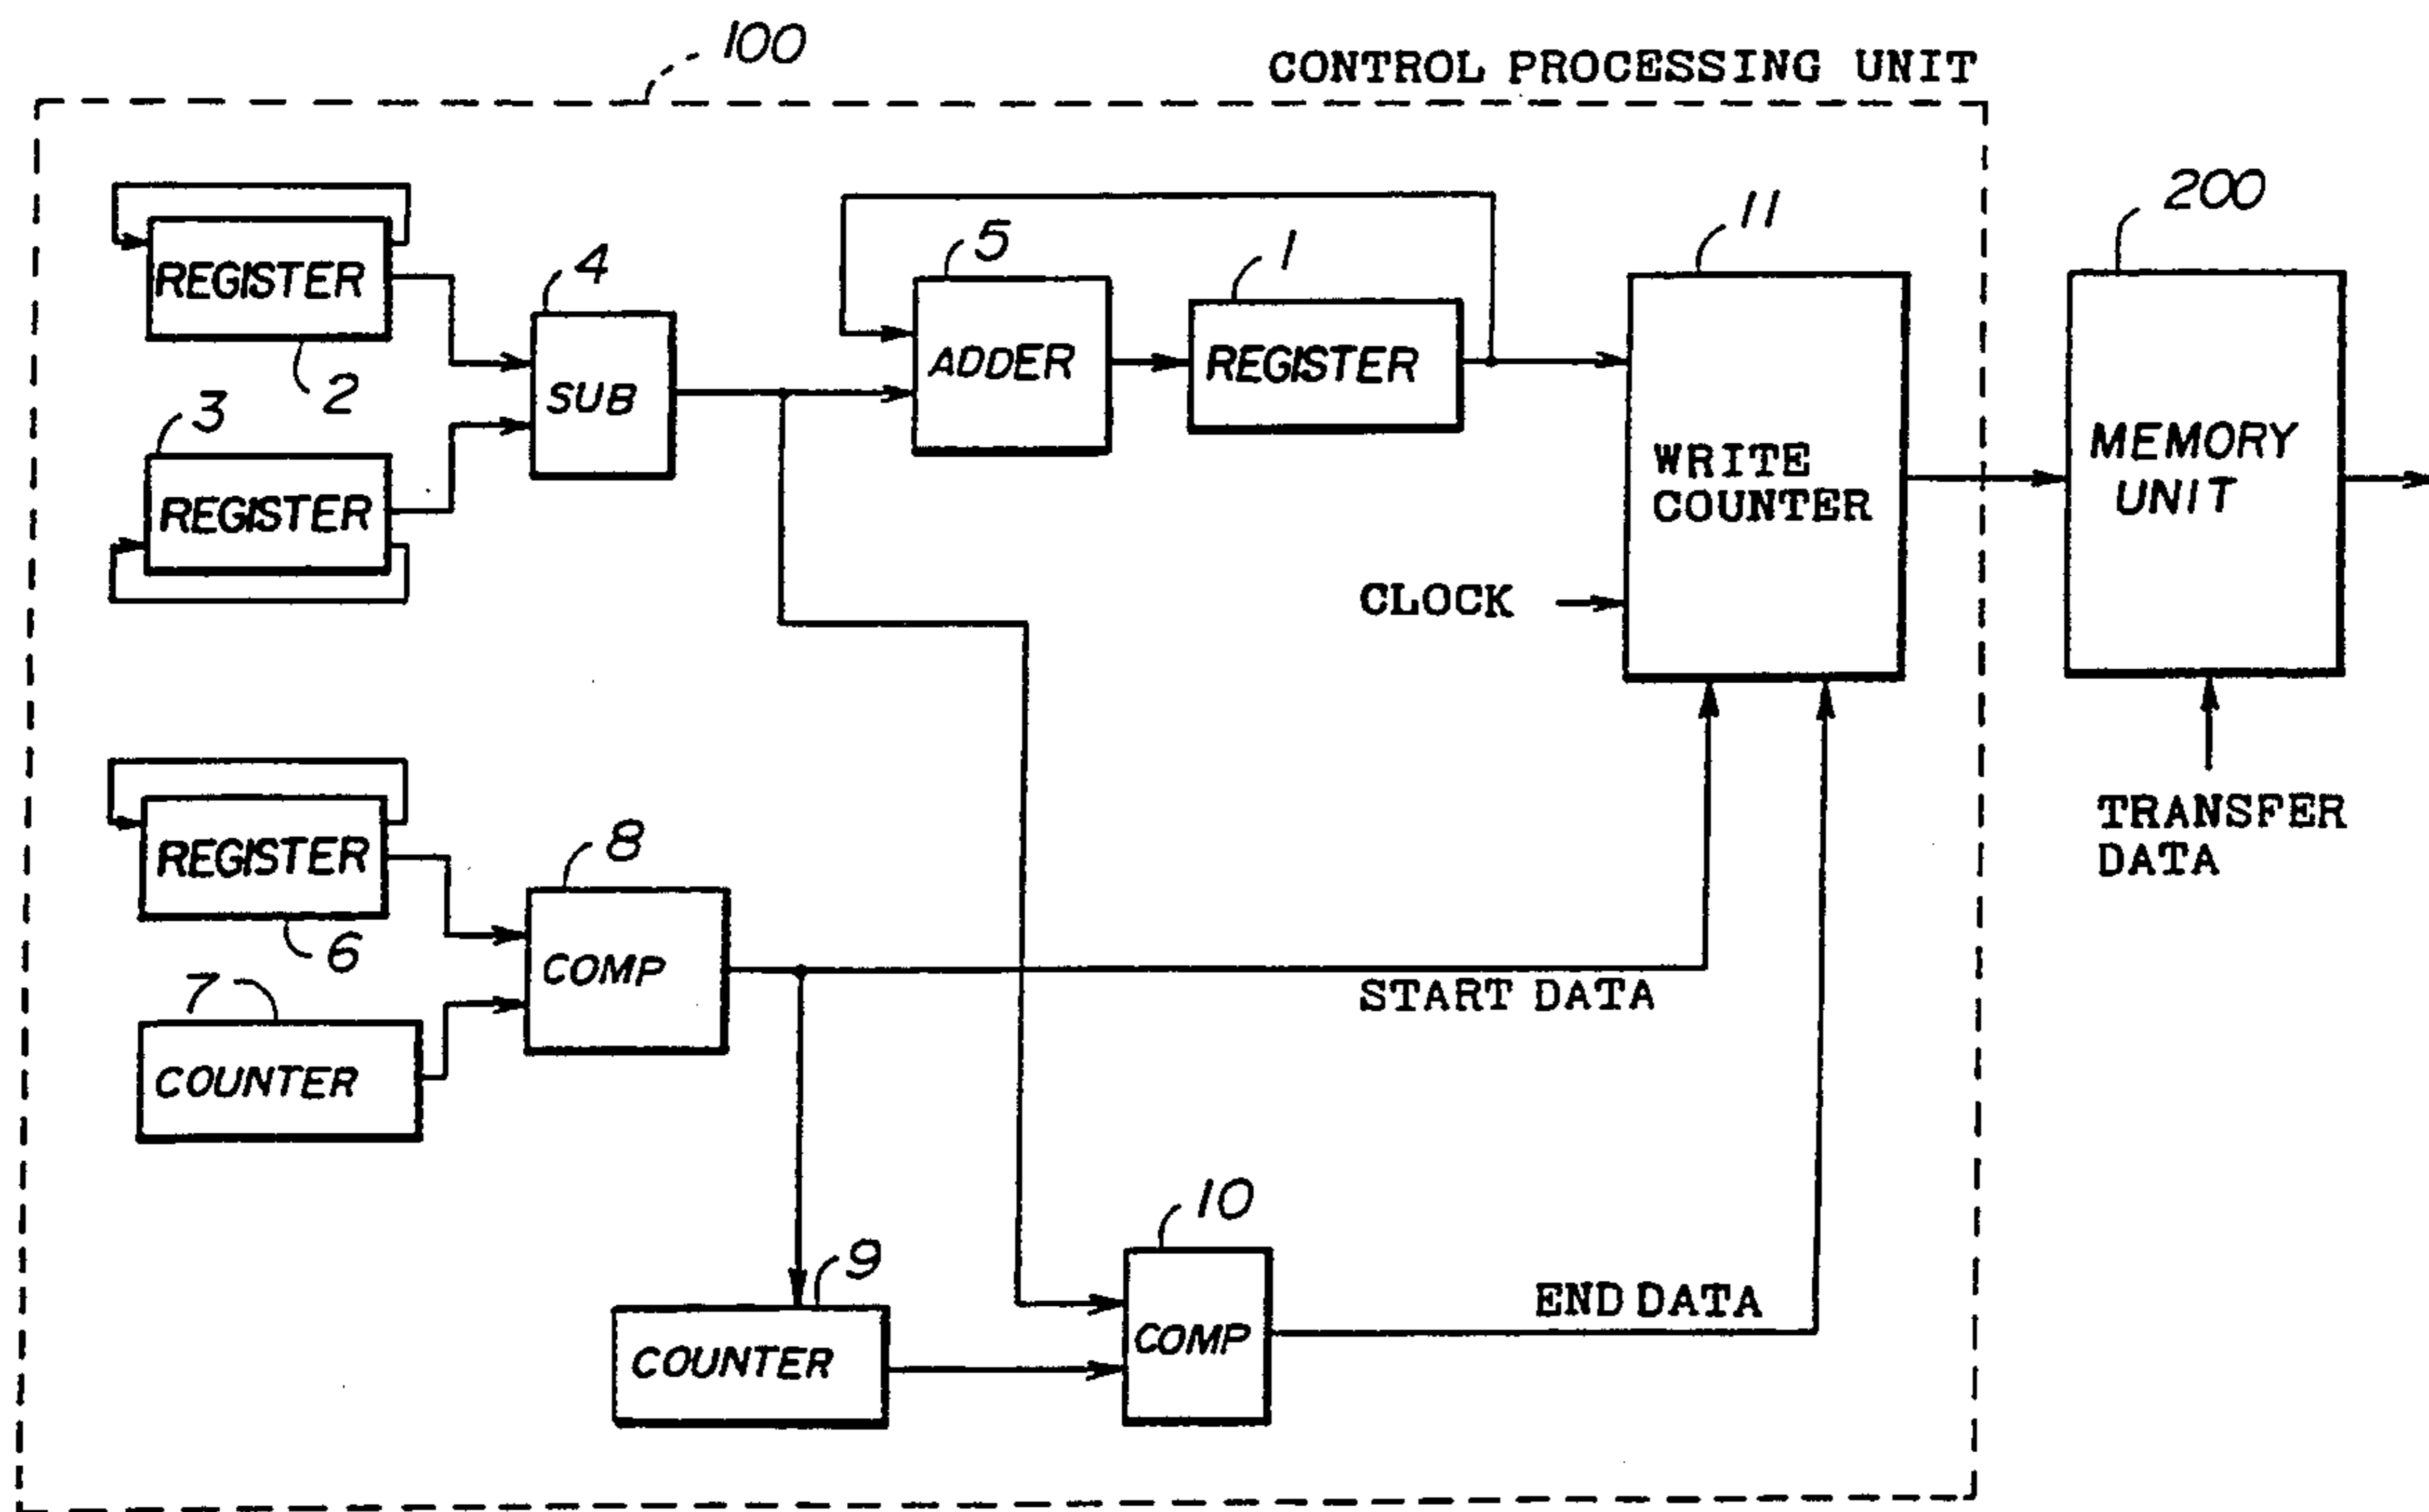 100
CONTROL PROCESSING UNIT
REGISTER
2
3
REGISTER
4
SUB
5
ADDER
1
REGISTER
11
WRITE
COUNTER
CLOCK
200
MEMORY
UNIT
TRANSFER
DATA
REGISTER
6
7
COUNTER
8
COMP
START DATA
9
COUNTER
10
COMP
END DATA